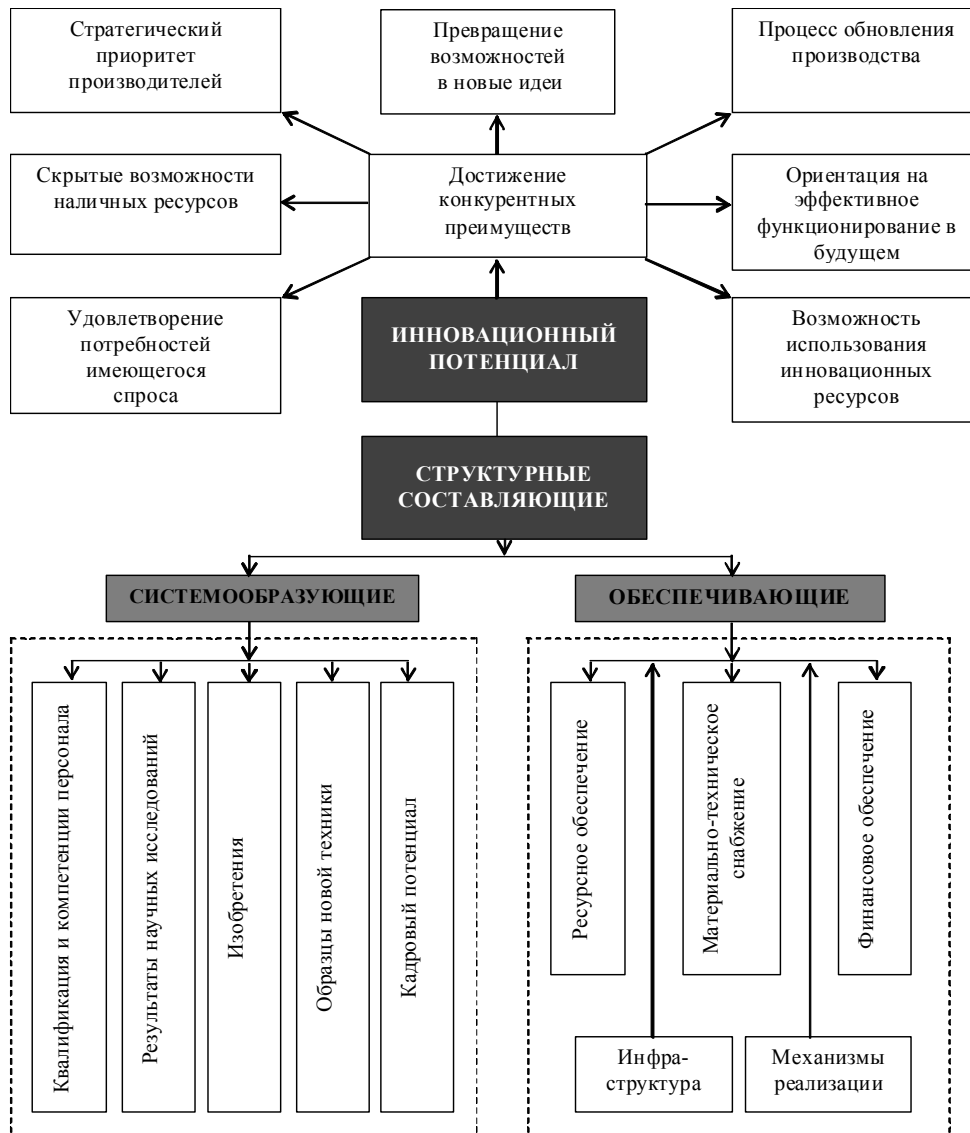 Стратегический
приоритет
производителей
Превращение
возможностей
в новые идеи
Процесс обновления
производства
Скрытые возможности
наличных ресурсов
Достижение
конкурентных
преимуществ
Ориентация на
эффективное
функционирование в
будущем
Удовлетворение
потребностей
имеющегося
спроса
ИННОВАЦИОННЫЙ
ПОТЕНЦИАЛ
Возможность
использования
инновационных
ресурсов
СТРУКТУРНЫЕ
СОСТАВЛЯЮЩИЕ
СИСТЕМООБРАЗУЮЩИЕ
ОБЕСПЕЧИВАЮЩИЕ
Квалификация и компетенции персонала
Результаты научных исследований
Изобретения
Образцы новой техники
Кадровый потенциал
Ресурсное обеспечение
Материально-техническое
снабжение
Финансовое обеспечение
Инфра-
структура
Механизмы
реализации